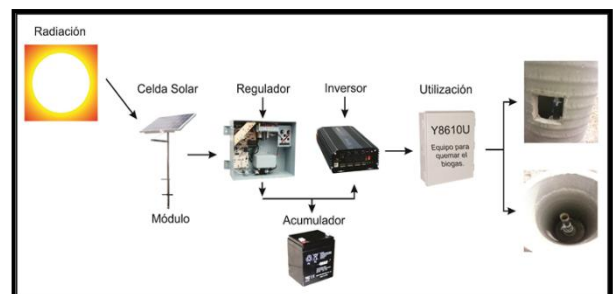 Radiación
Celda Solar
Regulador
Inversor
Utilización
Y8610U
Equipo para
quemar el
biogas.
Módulo
Acumulador